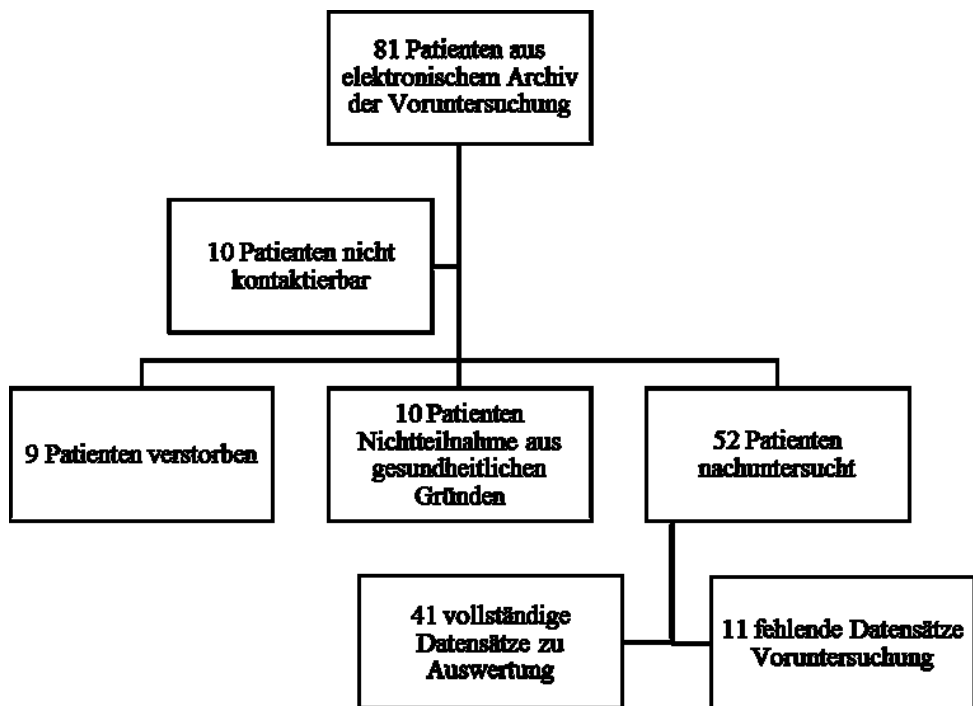 81 Patienten aus
elektronischem Archiv
der Voruntersuchung
10 Patienten nicht
kontaktierbar
9 Patienten verstorben
10 Patienten
Nichtteilnahme aus
gesundheitlichen
Gründen
52 Patienten
nachuntersucht
41 vollständige
Datensätze zu
Auswertung
11 fehlende Datensätze
Voruntersuchung